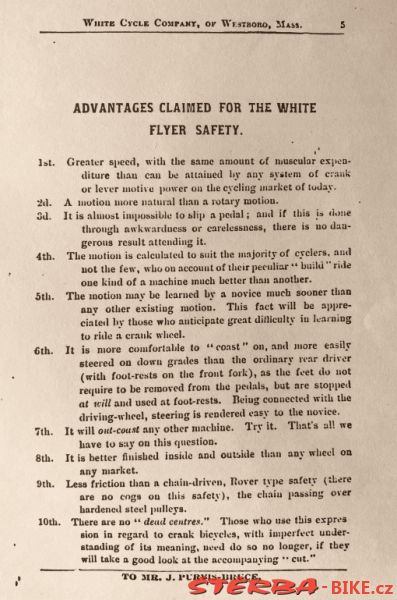 White Cycle Company, of Westboro, Mass. 5
ADVANTAGES CLAIMED FOR THE WHITE
FLYER SAFETY.
1st. Greater speed, with the same amount of muscular expen-
diture than can be attained by any system of crank
or lever motive power on the cycling market of today.
2d. A motion more natural than a rotary motion.
3d. It is almost impossible to slip a pedal; and if this is done
through awkwardness or carelessness, there is no dan-
gerous result attending it.
4th. The motion is calculated to suit the majority of cyclers, and
not the few, who on account of their peculiar "build" ride
one kind of a machine much better than another.
5th. The motion may be learned by a novice much sooner than
any other existing motion. This fact will be appre-
ciated by those who anticipate great difficulty in learning
to ride a crank wheel.
6th. It is more comfortable to "coast" on, and more easily
steered on down grades than the ordinary rear driver
(with foot-rests on the front fork), as the feet do not
require to be removed from the pedals, but are stopped
at will and used at foot-rests. Being connected with the
driving-wheel, steering is rendered easy to the novice.
7th. It will out-coast any other machine. Try it. That's all we
have to say on this question.
8th. It is better finished inside and outside than any wheel on
any market.
9th. Less friction than a chain-driven, Rover type safety (there
are no cogs on this safety), the chain passing over
hardened steel pulleys.
10th. There are no "dead centres." Those who use this expres
sion in regard to crank bicycles, with imperfect under-
standing of its meaning, need do so no longer, if they
will take a good look at the accompanying "cut."
TO MR. J. PURVIS-BRUCE.
STERBA-BIKE.cz